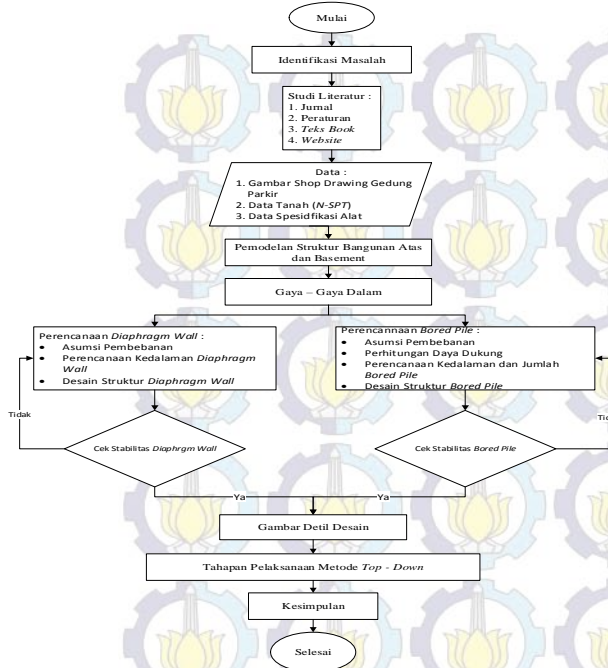 Mulai
Identifikasi Masalah
Studi Literatur :
1. Jurnal
2. Peraturan
3. Teks Book
4. Website
Data :
1. Gambar Shop Drawing Gedung
Parkir
2. Data Tanah (N-SPT)
3. Data Spesidfikasi Alat
Pemodelan Struktur Bangunan Atas
dan Basement
Gaya – Gaya Dalam
Perencanaan Diaphragm Wall :
• Asumsi Pembebanan
• Perencanaan Kedalaman Diaphragm
Wall
• Desain Struktur Diaphragm Wall
Perencannaan Bored Pile :
• Asumsi Pembebanan
• Perhitungan Daya Dukung
• Perencanaan Kedalaman dan Jumlah
Bored Pile
• Desain Struktur Bored Pile
Tidak
Tid
Cek Stabilitas Diaphrgm Wall
Cek Stabilitas Bored Pile
Ya
Ya
Gambar Detil Desain
Tahapan Pelaksanaan Metode Top - Down
Kesimpulan
Selesai